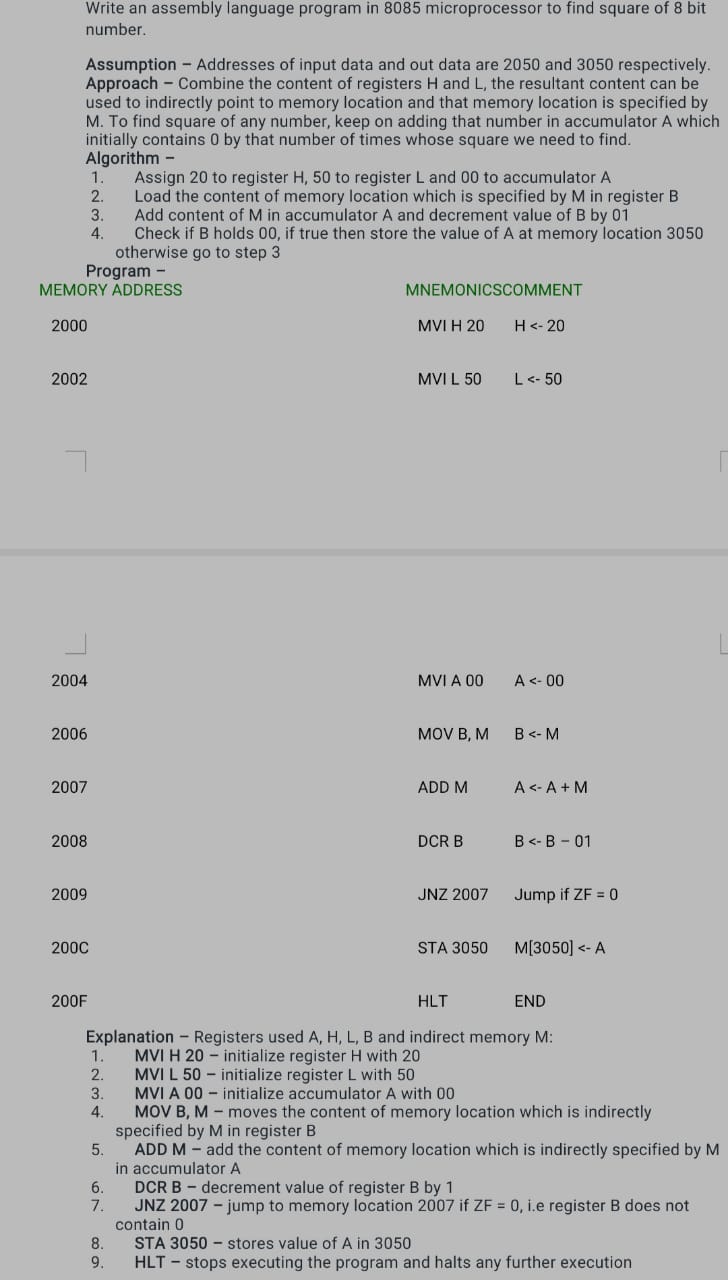 Write an assembly language program in 8085 microprocessor to find square of 8 bit
number.
Assumption – Addresses of input data and out data are 2050 and 3050 respectively.
Approach – Combine the content of registers H and L, the resultant content can be
used to indirectly point to memory location and that memory location is specified by
M. To find square of any number, keep on adding that number in accumulator A which
initially contains 0 by that number of times whose square we need to find.
Algorithm –
1. Assign 20 to register H, 50 to register L and 00 to accumulator A
2. Load the content of memory location which is specified by M in register B
3. Add content of M in accumulator A and decrement value of B by 01
4. Check if B holds 00, if true then store the value of A at memory location 3050
otherwise go to step 3
Program –
MEMORY ADDRESS MNEMONICSCOMMENT
2000 MVI H 20 H <- 20
2002 MVI L 50 L <- 50
2004 MVI A 00 A <- 00
2006 MOV B, M B <- M
2007 ADD M A <- A + M
2008 DCR B B <- B – 01
2009 JNZ 2007 Jump if ZF = 0
200C STA 3050 M[3050] <- A
200F HLT END
Explanation – Registers used A, H, L, B and indirect memory M:
1. MVI H 20 – initialize register H with 20
2. MVI L 50 – initialize register L with 50
3. MVI A 00 – initialize accumulator A with 00
4. MOV B, M – moves the content of memory location which is indirectly
specified by M in register B
5. ADD M – add the content of memory location which is indirectly specified by M
in accumulator A
6. DCR B – decrement value of register B by 1
7. JNZ 2007 – jump to memory location 2007 if ZF = 0, i.e register B does not
contain 0
8. STA 3050 – stores value of A in 3050
9. HLT – stops executing the program and halts any further execution